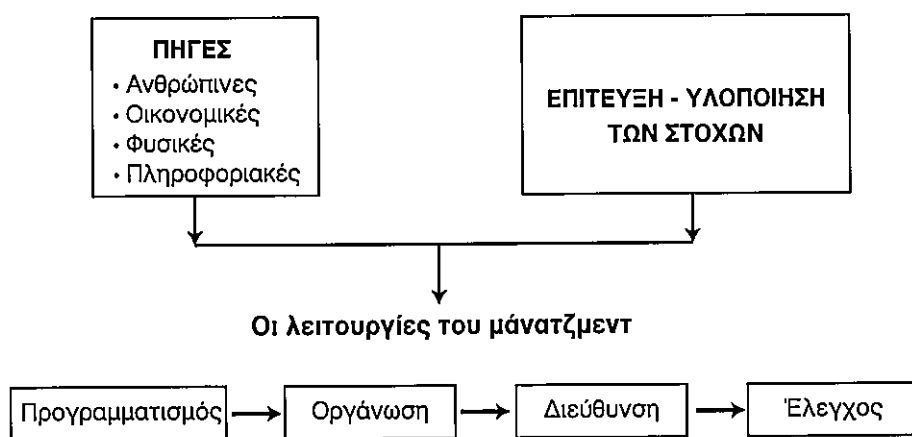 ΠΗΓΕΣ
• Ανθρώπινες
• Οικονομικές
• Φυσικές
• Πληροφοριακές
ΕΠΙΤΕΥΞΗ - ΥΛΟΠΟΙΗΣΗ
ΤΩΝ ΣΤΟΧΩΝ
Οι λειτουργίες του μάνατζμεντ
Προγραμματισμός
Οργάνωση
Διεύθυνση
Έλεγχος